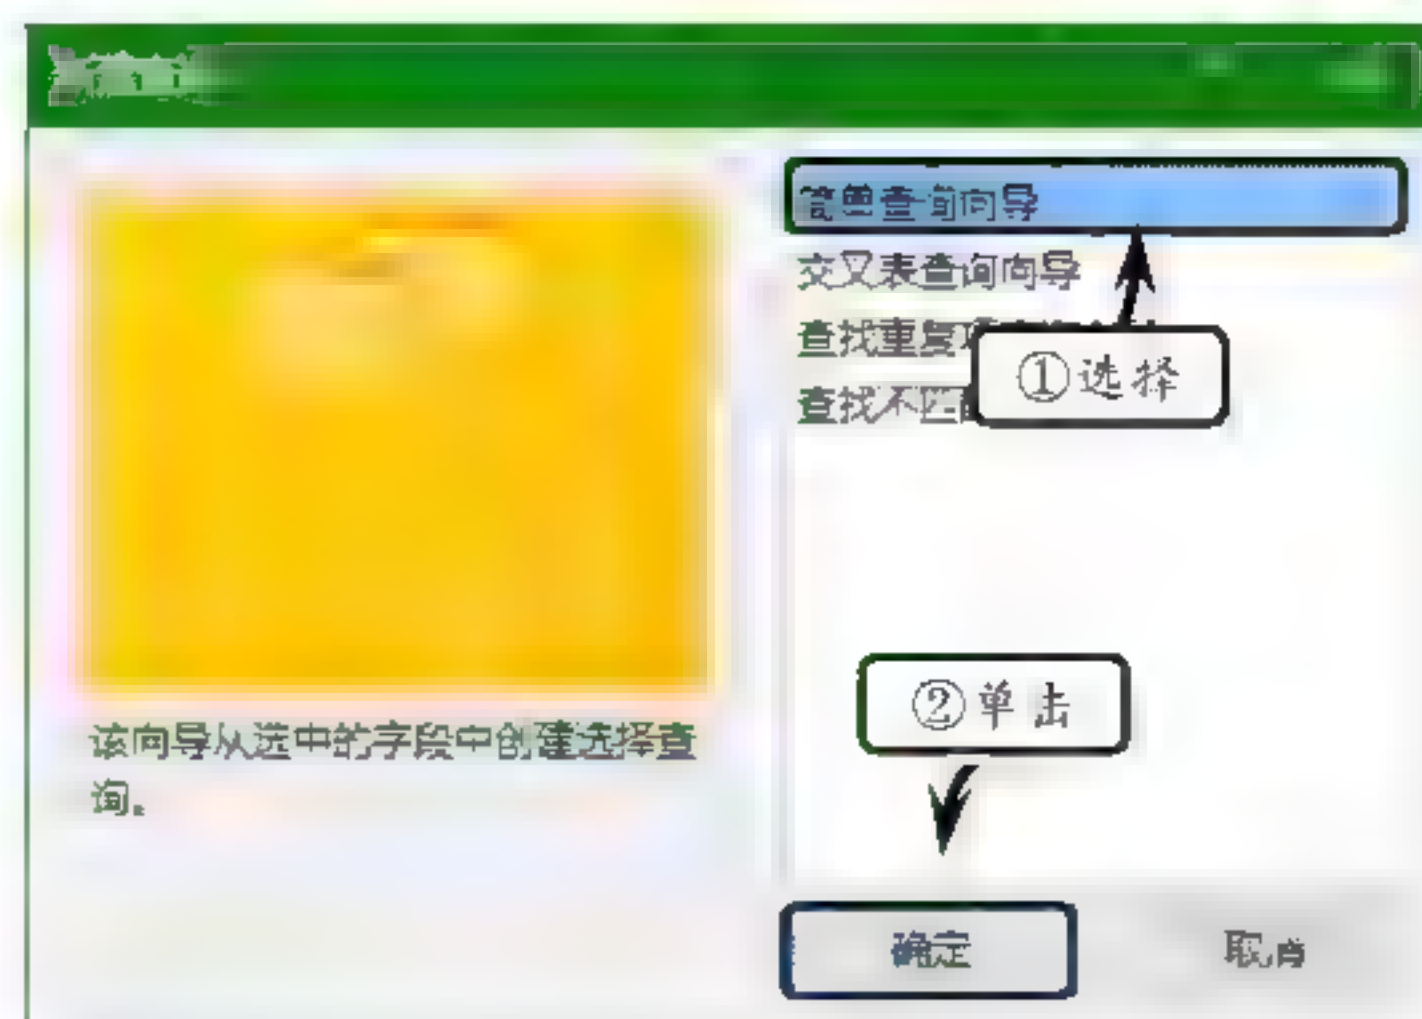 简单查询向导
交叉表查询向导
查找重复项
查找不匹配
①选择
②单击
该向导从选中的字段中创建选择查
询。
确定
取消